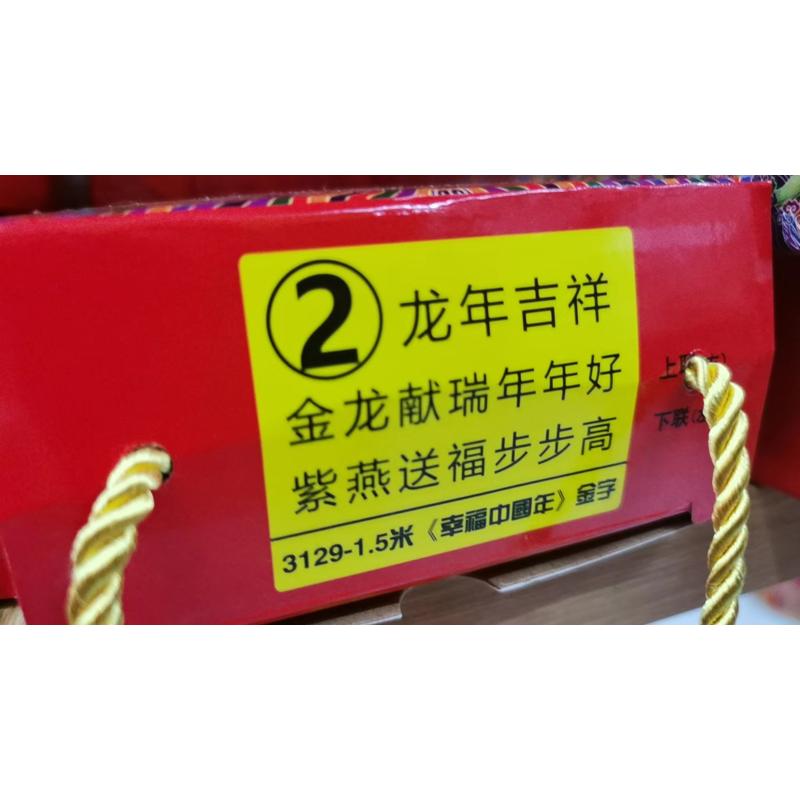 ② 龙年吉祥
金龙献瑞年年好
紫燕送福步步高
3129-1.5米《幸福中國年》金字
上联
下联